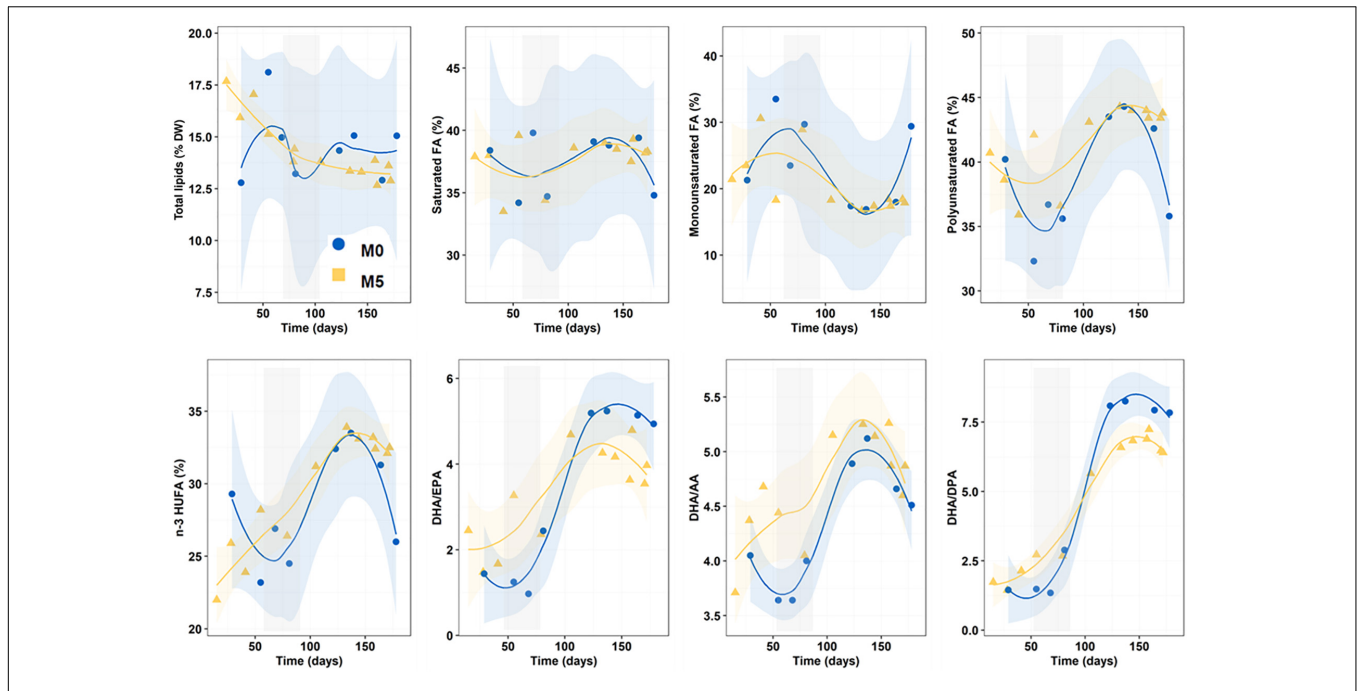 Total lipids (% DW)
20.0
17.5
15.0
12.5
10.0
7.5
M0
M5
50 100 150
Time (days)
Saturated FA (%)
45
40
35
30
50 100 150
Time (days)
Monounsaturated FA (%)
40
30
20
10
50 100 150
Time (days)
Polyunsaturated FA (%)
45
40
35
30
50 100 150
Time (days)
n-3 HUFA (%)
35
30
25
20
50 100 150
Time (days)
DHA/EPA
6
4
2
0
50 100 150
Time (days)
DHA/AA
5.5
5.0
4.5
4.0
3.5
50 100 150
Time (days)
DHA/DPA
7.5
5.0
2.5
0.0
50 100 150
Time (days)